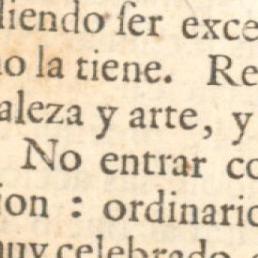 diendo ſer exce
no la tiene. Re
aleza y arte, y
No entrar co
ion : ordinario
muy celebrado